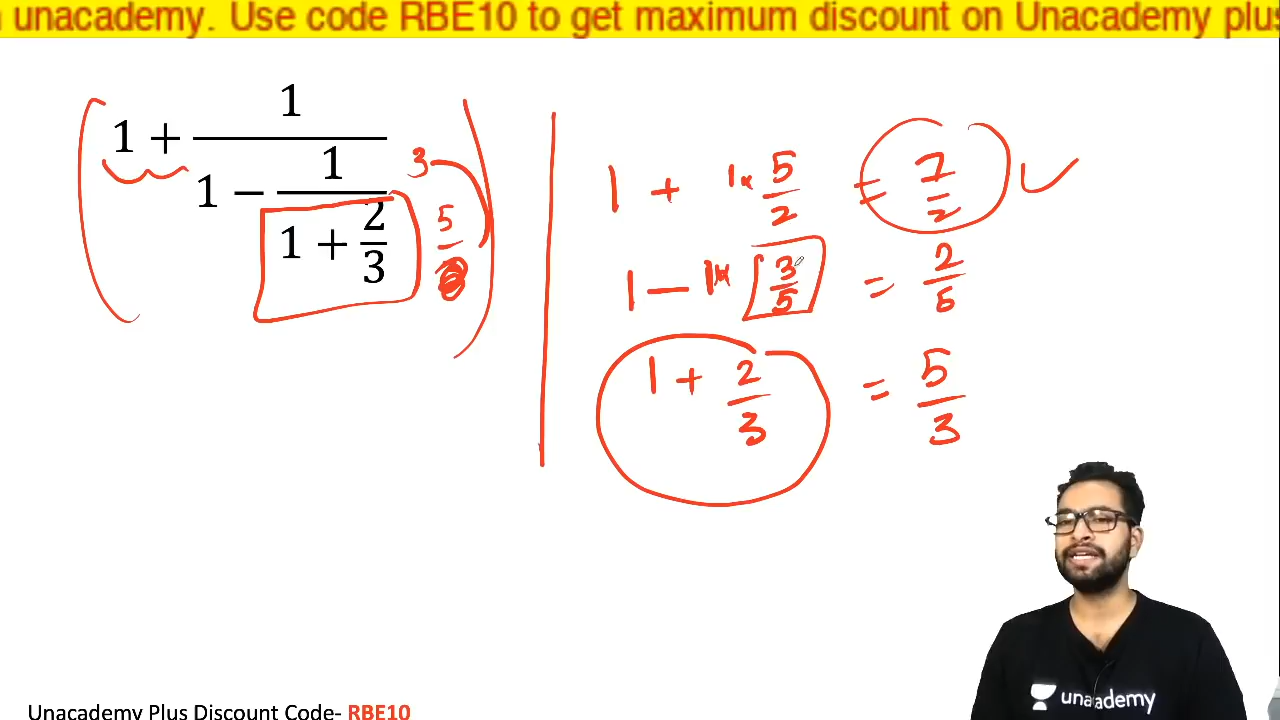 unacademy. Use code RBE10 to get maximum discount on Unacademy plus
1 + 1
1 − 1
1 + 2
3
3
5
1 + 1× 5/2 = 7/2
1 − 1× 3/5 = 2/5
1 + 2/3 = 5/3
unacademy
Unacademy Plus Discount Code- RBE10